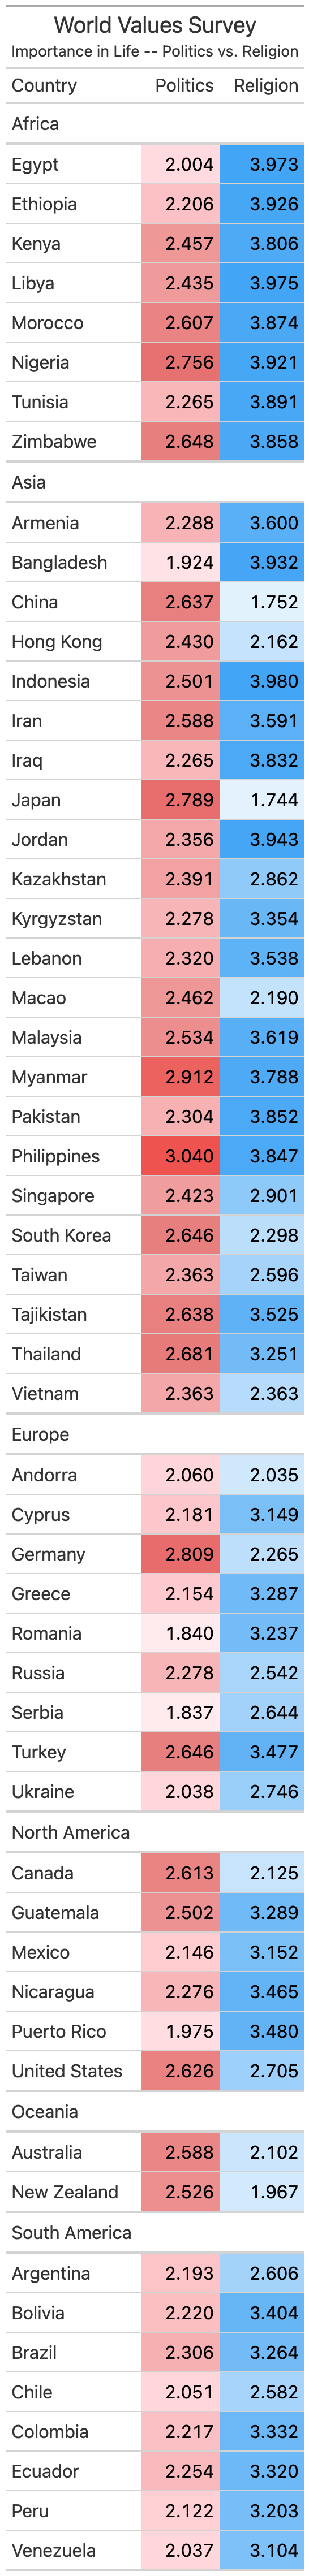 World Values Survey
Importance in Life -- Politics vs. Religion
Country Politics Religion
Africa
Egypt 2.004 3.973
Ethiopia 2.206 3.926
Kenya 2.457 3.806
Libya 2.435 3.975
Morocco 2.607 3.874
Nigeria 2.756 3.921
Tunisia 2.265 3.891
Zimbabwe 2.648 3.858
Asia
Armenia 2.288 3.600
Bangladesh 1.924 3.932
China 2.637 1.752
Hong Kong 2.430 2.162
Indonesia 2.501 3.980
Iran 2.588 3.591
Iraq 2.265 3.832
Japan 2.789 1.744
Jordan 2.356 3.943
Kazakhstan 2.391 2.862
Kyrgyzstan 2.278 3.354
Lebanon 2.320 3.538
Macao 2.462 2.190
Malaysia 2.534 3.619
Myanmar 2.912 3.788
Pakistan 2.304 3.852
Philippines 3.040 3.847
Singapore 2.423 2.901
South Korea 2.646 2.298
Taiwan 2.363 2.596
Tajikistan 2.638 3.525
Thailand 2.681 3.251
Vietnam 2.363 2.363
Europe
Andorra 2.060 2.035
Cyprus 2.181 3.149
Germany 2.809 2.265
Greece 2.154 3.287
Romania 1.840 3.237
Russia 2.278 2.542
Serbia 1.837 2.644
Turkey 2.646 3.477
Ukraine 2.038 2.746
North America
Canada 2.613 2.125
Guatemala 2.502 3.289
Mexico 2.146 3.152
Nicaragua 2.276 3.465
Puerto Rico 1.975 3.480
United States 2.626 2.705
Oceania
Australia 2.588 2.102
New Zealand 2.526 1.967
South America
Argentina 2.193 2.606
Bolivia 2.220 3.404
Brazil 2.306 3.264
Chile 2.051 2.582
Colombia 2.217 3.332
Ecuador 2.254 3.320
Peru 2.122 3.203
Venezuela 2.037 3.104